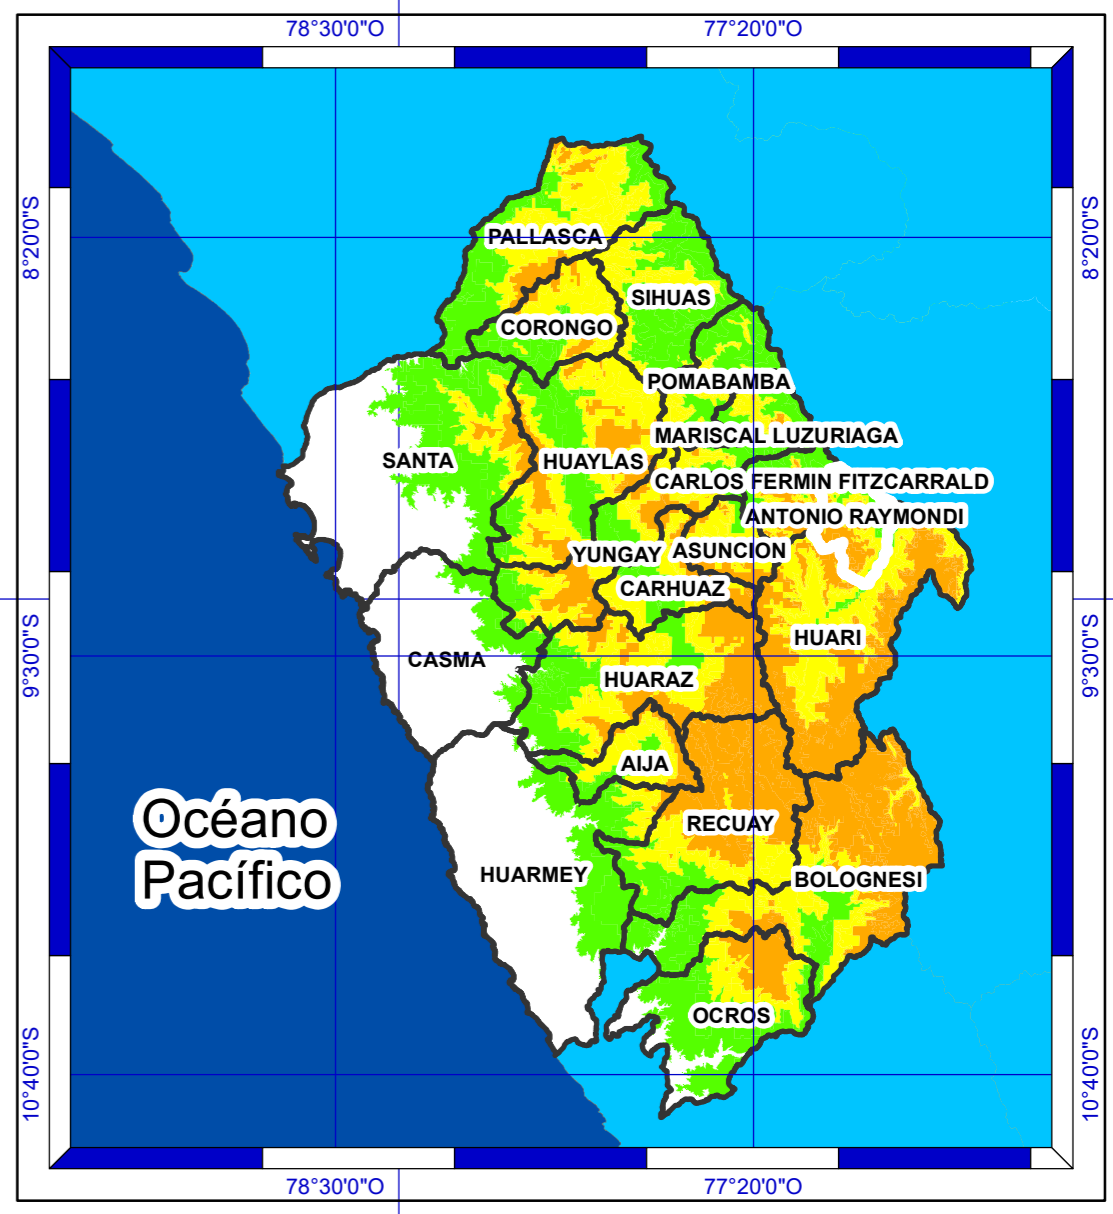 78°30'0"O
77°20'0"O
8°20'0"S
8°20'0"S
PALLASCA
SIHUAS
CORONGO
POMABAMBA
MARISCAL LUZURIAGA
SANTA
HUAYLAS
CARLOS FERMIN FITZCARRALD
ANTONIO RAYMONDI
YUNGAY
ASUNCION
CARHUAZ
HUARI
9°30'0"S
9°30'0"S
CASMA
HUARAZ
AIJA
Océano
Pacífico
RECUAY
HUARMEY
BOLOGNESI
OCROS
10°40'0"S
10°40'0"S
78°30'0"O
77°20'0"O